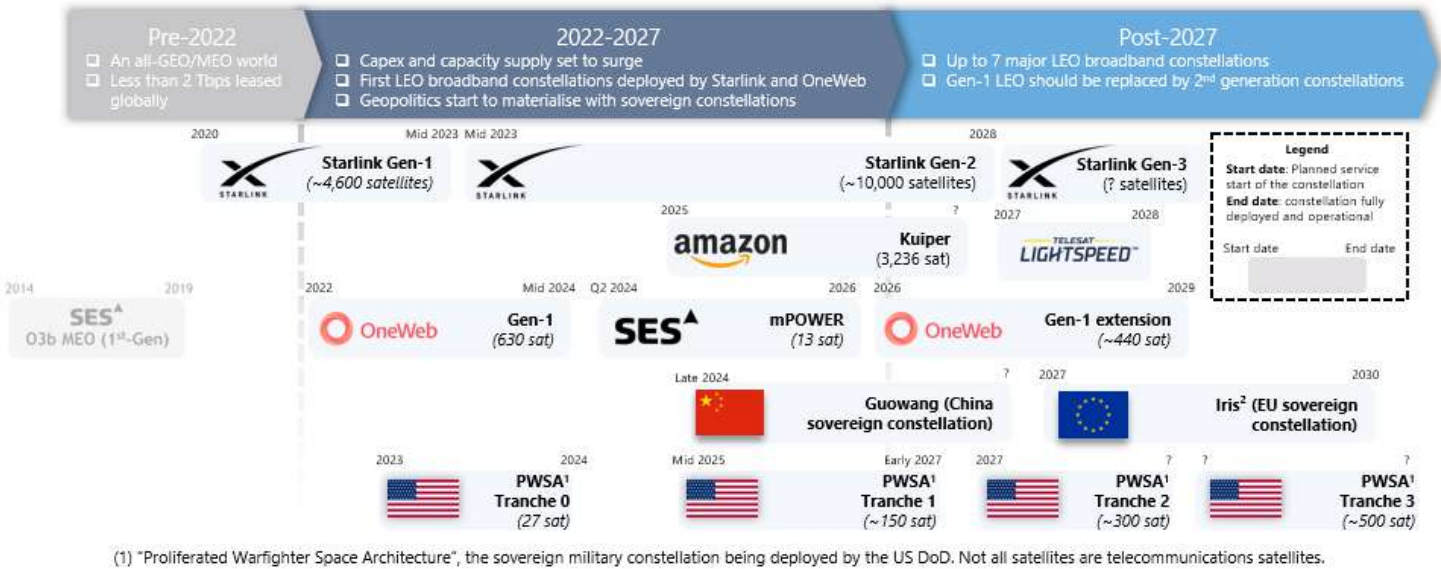 Pre-2022
❑ An all-GEO/MEO world
❑ Less than 2 Tbps leased
globally
2022-2027
❑ Capex and capacity supply set to surge
❑ First LEO broadband constellations deployed by Starlink and OneWeb
❑ Geopolitics start to materialise with sovereign constellations
Post-2027
❑ Up to 7 major LEO broadband constellations
❑ Gen-1 LEO should be replaced by 2nd generation constellations
2020
Mid 2023
STARLINK
Starlink Gen-1
(~4,600 satellites)
Mid 2023
2028
STARLINK
Starlink Gen-2
(~10,000 satellites)
STARLINK
Starlink Gen-3
(? satellites)
Legend
Start date: Planned service
start of the constellation
End date: constellation fully
deployed and operational
Start date
End date
2025
?
amazon
Kuiper
(3,236 sat)
2027
2028
TELESAT
LIGHTSPEED™
2014
2019
SES▲
O3b MEO (1st-Gen)
2022
Mid 2024
OneWeb
Gen-1
(630 sat)
Q2 2024
2026
SES▲
mPOWER
(13 sat)
2026
2029
OneWeb
Gen-1 extension
(~440 sat)
Late 2024
?
Guowang (China
sovereign constellation)
2027
2030
Iris² (EU sovereign
constellation)
2023
2024
PWSA¹
Tranche 0
(27 sat)
Mid 2025
Early 2027
PWSA¹
Tranche 1
(~150 sat)
2027
?
PWSA¹
Tranche 2
(~300 sat)
?
?
PWSA¹
Tranche 3
(~500 sat)
(1) "Proliferated Warfighter Space Architecture", the sovereign military constellation being deployed by the US DoD. Not all satellites are telecommunications satellites.